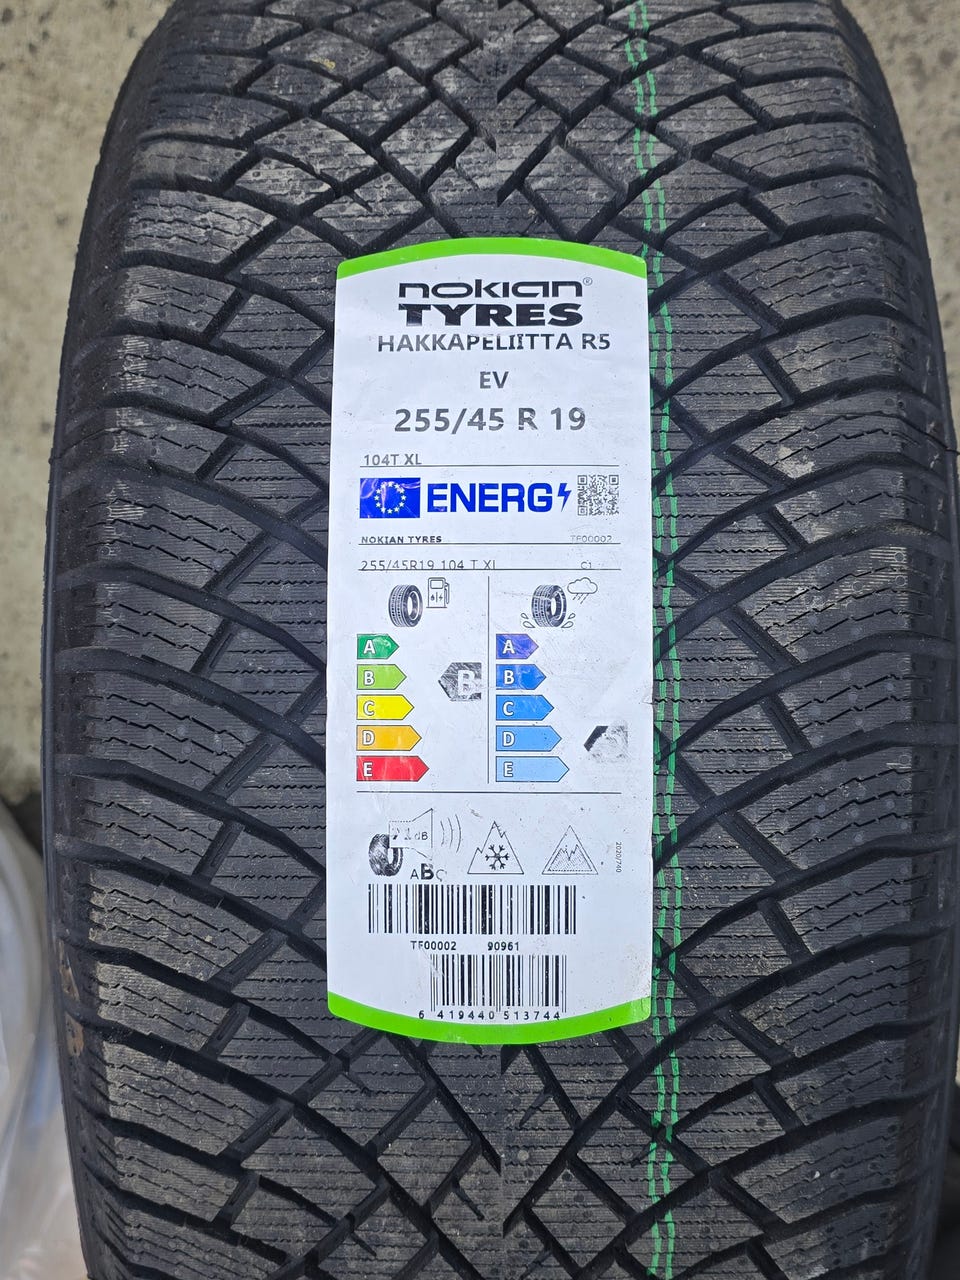 nokian®
TYRES
HAKKAPELIITTA R5
EV
255/45 R 19
104T XL
ENERG
NOKIAN TYRES TF00002
255/45R19 104 T XL C1
A A
B B B
C C
D D
E E
dB
ABC
2020/740
TF00002 90961
6 419440 513744